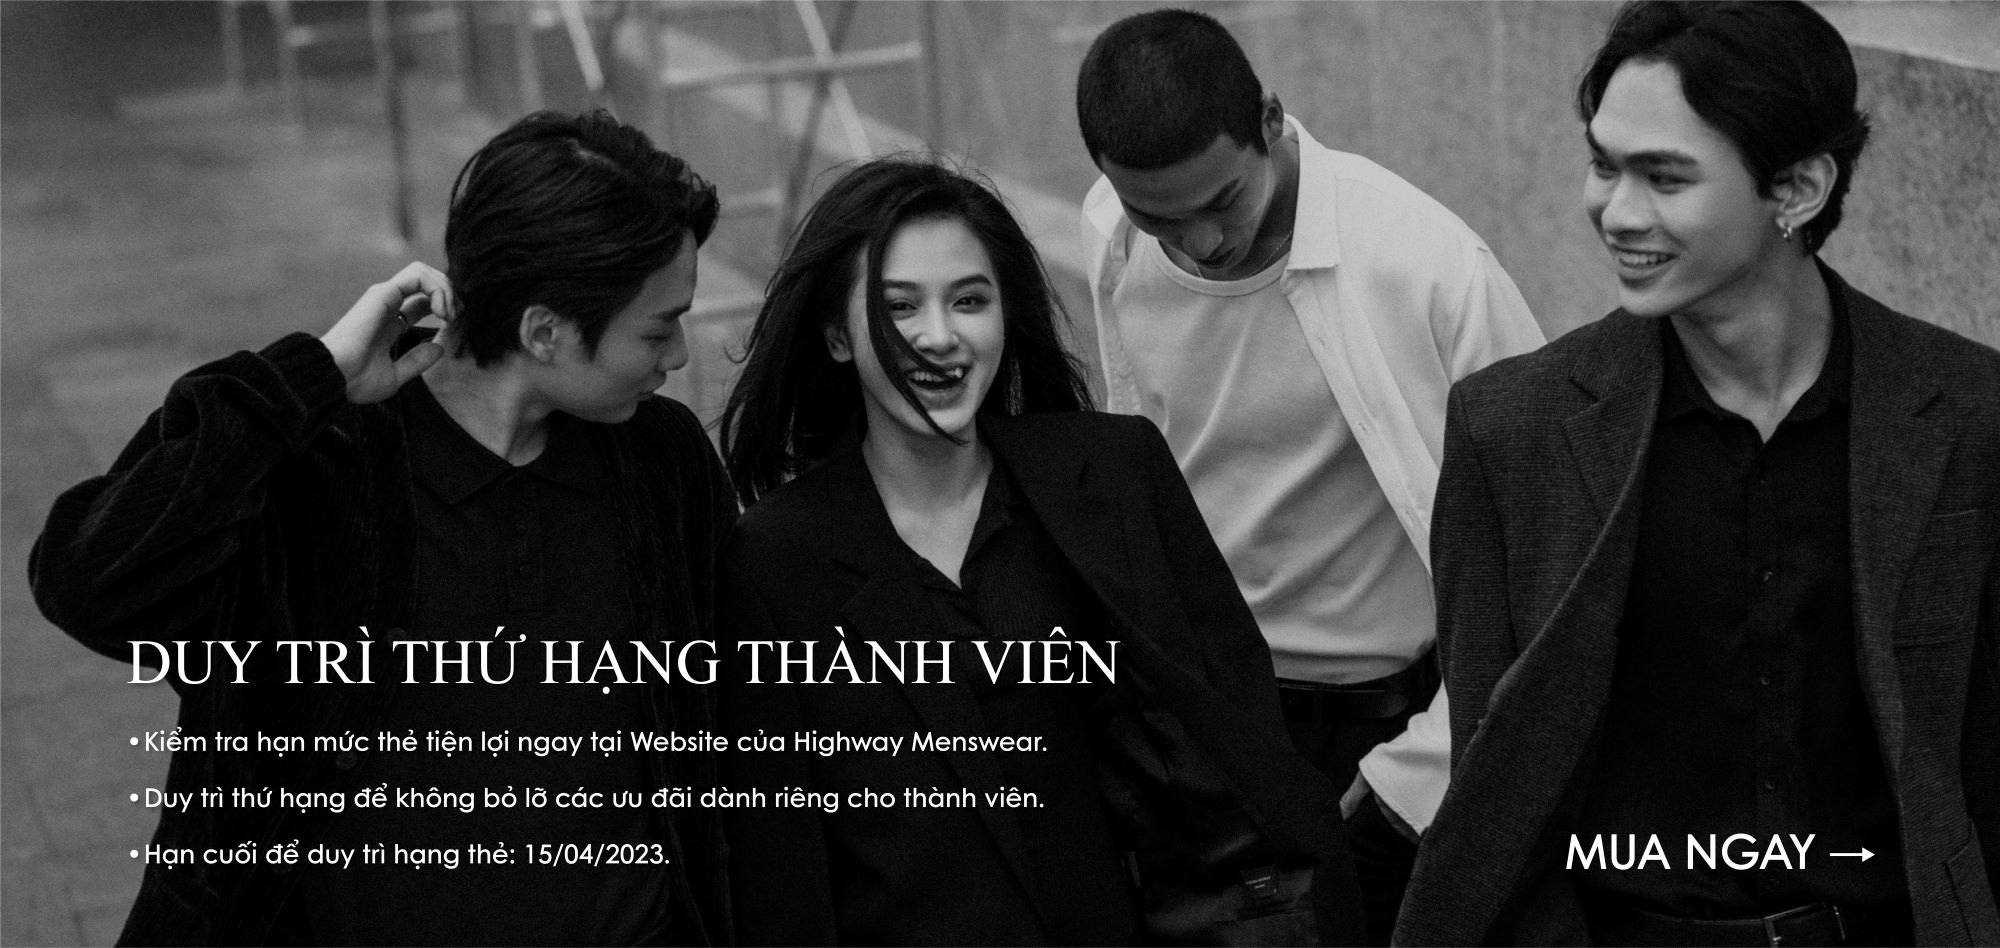 DUY TRÌ THỨ HẠNG THÀNH VIÊN
• Kiểm tra hạn mức thẻ tiện lợi ngay tại Website của Highway Menswear.
• Duy trì thứ hạng để không bỏ lỡ các ưu đãi dành riêng cho thành viên.
• Hạn cuối để duy trì hạng thẻ: 15/04/2023.
MUA NGAY →